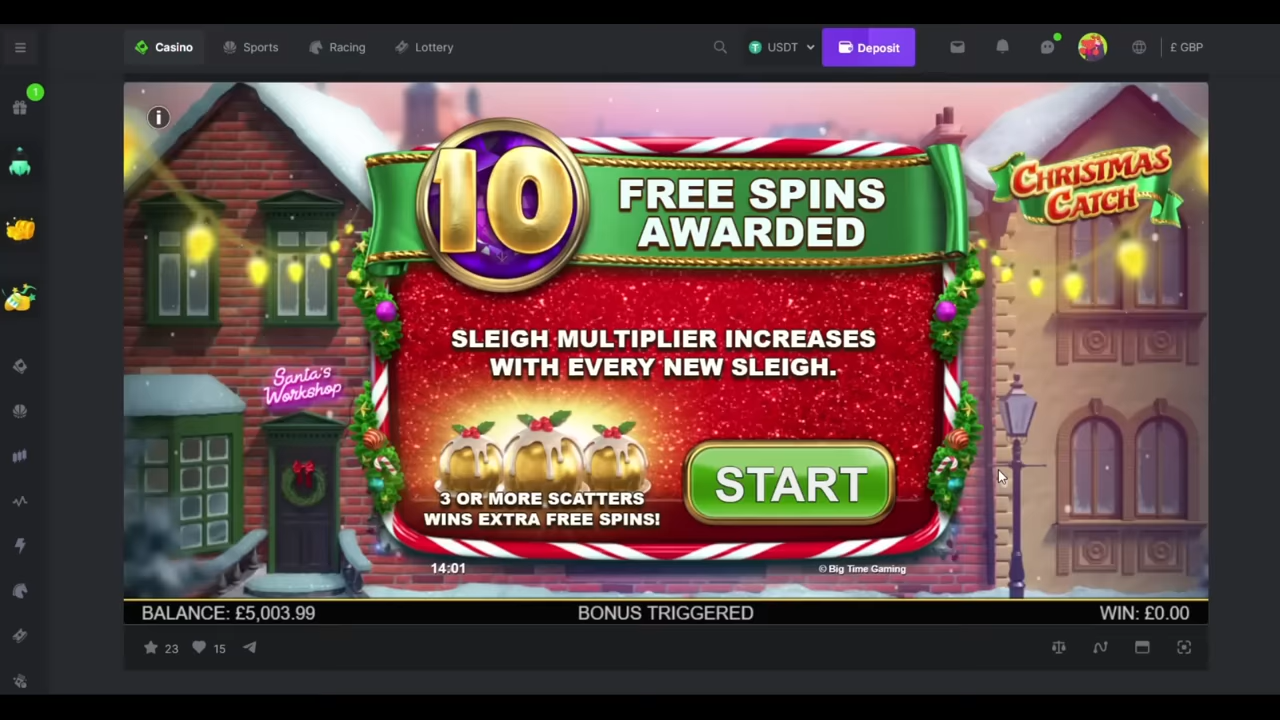 Casino
Sports
Racing
Lottery
USDT
Deposit
£ GBP
1
i
10
FREE SPINS
AWARDED
CHRISTMAS
CATCH
SLEIGH MULTIPLIER INCREASES
WITH EVERY NEW SLEIGH.
Santa's
Workshop
3 OR MORE SCATTERS
WINS EXTRA FREE SPINS!
START
14:01
© Big Time Gaming
BALANCE: £5,003.99
BONUS TRIGGERED
WIN: £0.00
23
15